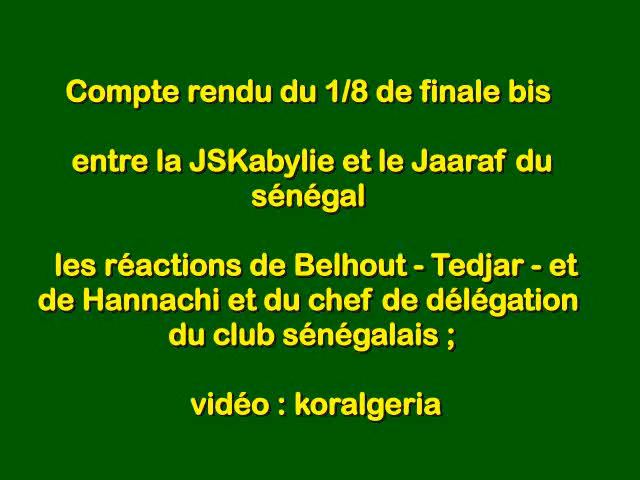 Compte rendu du 1/8 de finale bis
entre la JSKabylie et le Jaaraf du
sénégal
les réactions de Belhout - Tedjar - et
de Hannachi et du chef de délégation
du club sénégalais ;
vidéo : koralgeria